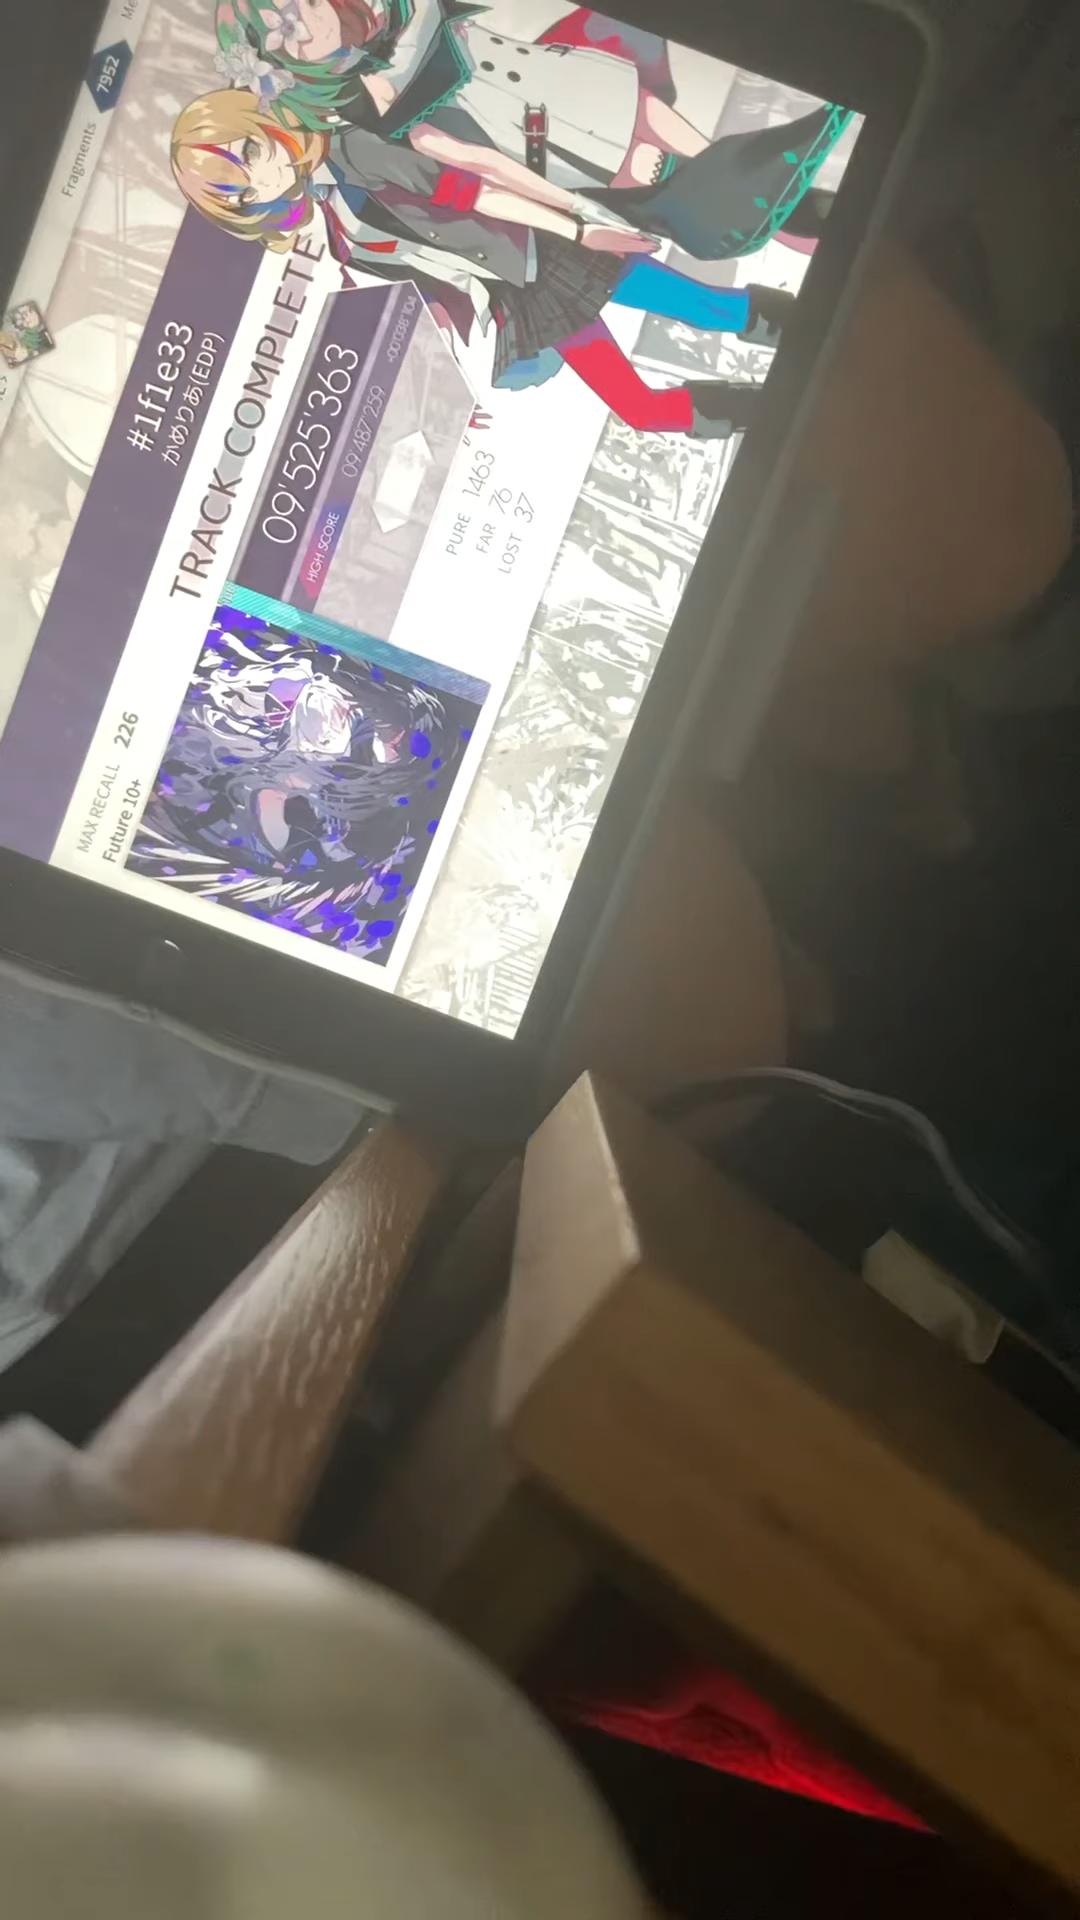 Fragments 7952
#1f1e33
かめりあ(EDP)
TRACK COMPLETE
MAX RECALL 226
Future 10+
09'525'363
HIGH SCORE 09'487'259
+00'038'104
PURE 1463
FAR 76
LOST 37